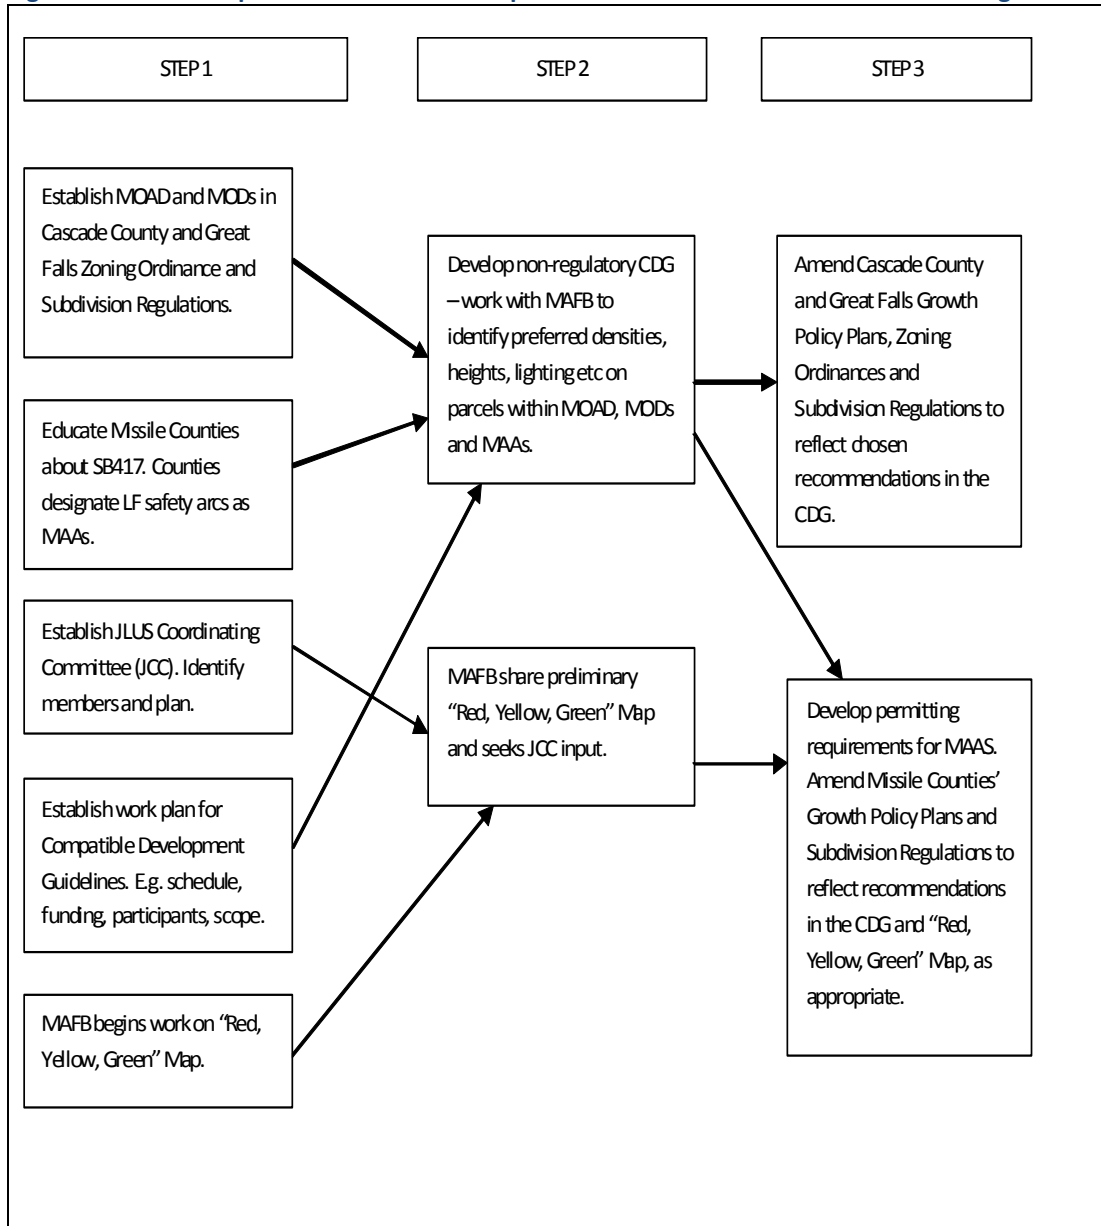 STEP 1
STEP 2
STEP 3
Establish MOAD and MODs in
Cascade County and Great
Falls Zoning Ordinance and
Subdivision Regulations.
Educate Missile Counties
about SB417. Counties
designate LF safety arcs as
MAAs.
Establish JLUS Coordinating
Committee (JCC). Identify
members and plan.
Establish work plan for
Compatible Development
Guidelines. E.g. schedule,
funding, participants, scope.
MAFB begins work on “Red,
Yellow, Green” Map.
Develop non-regulatory CDG
– work with MAFB to
identify preferred densities,
heights, lighting etc on
parcels within MOAD, MODs
and MAAs.
MAFB share preliminary
“Red, Yellow, Green” Map
and seeks JCC input.
Amend Cascade County
and Great Falls Growth
Policy Plans, Zoning
Ordinances and
Subdivision Regulations to
reflect chosen
recommendations in the
CDG.
Develop permitting
requirements for MAAS.
Amend Missile Counties’
Growth Policy Plans and
Subdivision Regulations to
reflect recommendations
in the CDG and “Red,
Yellow, Green” Map, as
appropriate.